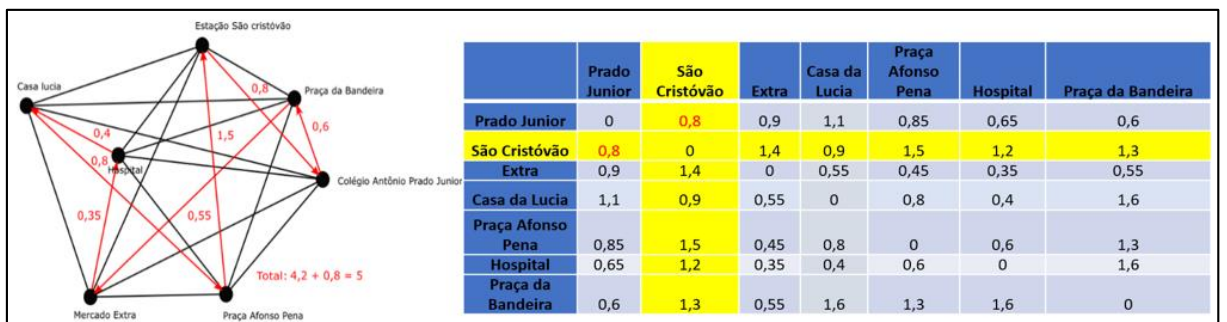 Estação São cristóvão
Casa lucia
0,8
Praça da Bandeira
0,4
1,5
0,6
0,8
Hospital
Colégio Antônio Prado Junior
0,35
0,55
Total: 4,2 + 0,8 = 5
Mercado Extra
Praça Afonso Pena
Prado Junior São Cristóvão Extra Casa da Lucia Praça Afonso Pena Hospital Praça da Bandeira
Prado Junior 0 0,8 0,9 1,1 0,85 0,65 0,6
São Cristóvão 0,8 0 1,4 0,9 1,5 1,2 1,3
Extra 0,9 1,4 0 0,55 0,45 0,35 0,55
Casa da Lucia 1,1 0,9 0,55 0 0,8 0,4 1,6
Praça Afonso Pena 0,85 1,5 0,45 0,8 0 0,6 1,3
Hospital 0,65 1,2 0,35 0,4 0,6 0 1,6
Praça da Bandeira 0,6 1,3 0,55 1,6 1,3 1,6 0